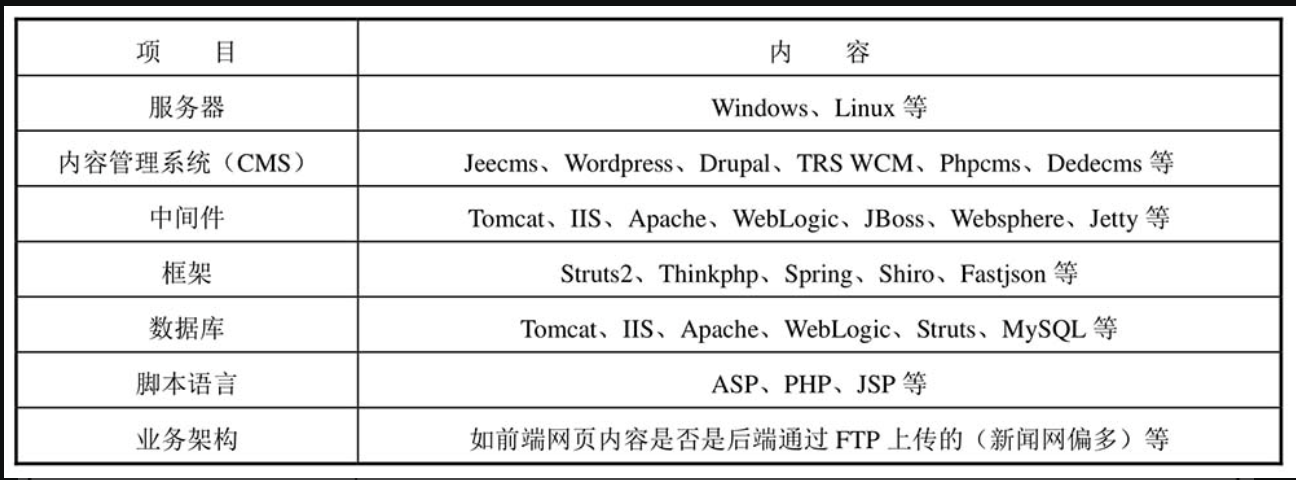 项 目 内 容
服务器 Windows、Linux 等
内容管理系统（CMS） Jeecms、Wordpress、Drupal、TRS WCM、Phpcms、Dedecms 等
中间件 Tomcat、IIS、Apache、WebLogic、JBoss、Websphere、Jetty 等
框架 Struts2、Thinkphp、Spring、Shiro、Fastjson 等
数据库 Tomcat、IIS、Apache、WebLogic、Struts、MySQL 等
脚本语言 ASP、PHP、JSP 等
业务架构 如前端网页内容是否是后端通过 FTP 上传的（新闻网偏多）等